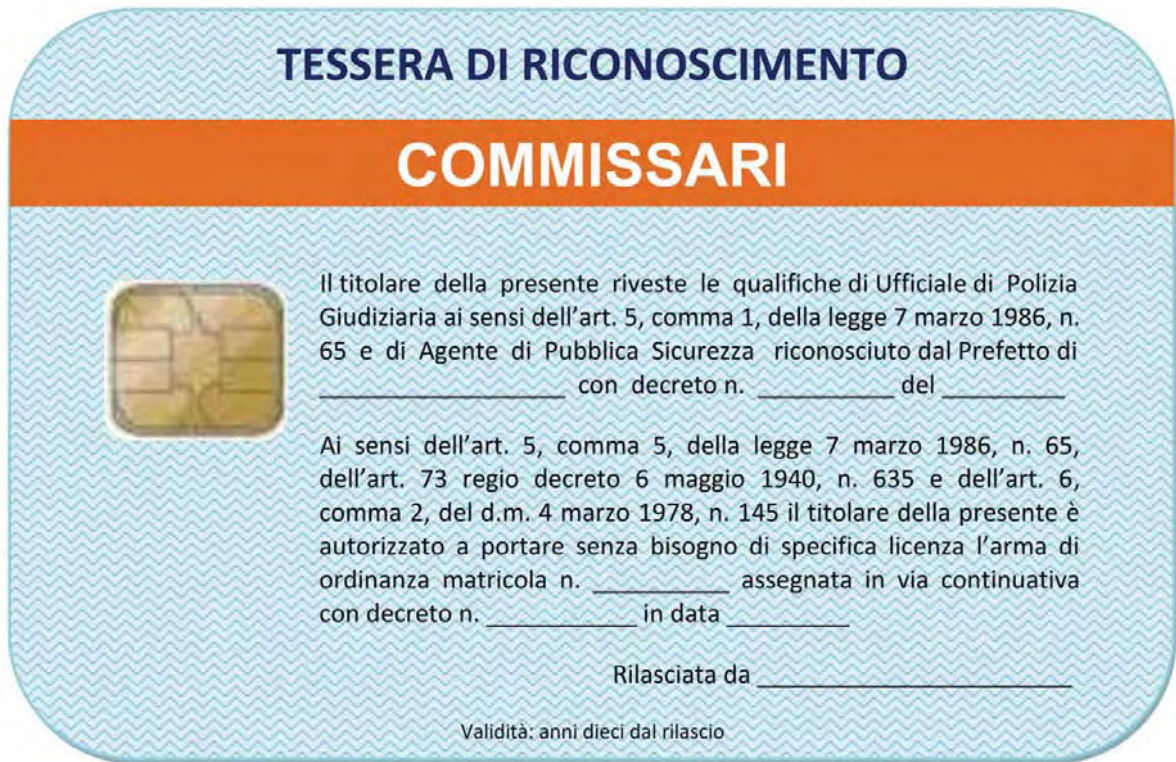 TESSERA DI RICONOSCIMENTO
COMMISSARI
Il titolare della presente riveste le qualifiche di Ufficiale di Polizia
Giudiziaria ai sensi dell’art. 5, comma 1, della legge 7 marzo 1986, n.
65 e di Agente di Pubblica Sicurezza riconosciuto dal Prefetto di
__________________ con decreto n. __________ del _________
Ai sensi dell’art. 5, comma 5, della legge 7 marzo 1986, n. 65,
dell’art. 73 regio decreto 6 maggio 1940, n. 635 e dell’art. 6,
comma 2, del d.m. 4 marzo 1978, n. 145 il titolare della presente è
autorizzato a portare senza bisogno di specifica licenza l’arma di
ordinanza matricola n. __________ assegnata in via continuativa
con decreto n. ___________ in data _________
Rilasciata da _______________________
Validità: anni dieci dal rilascio